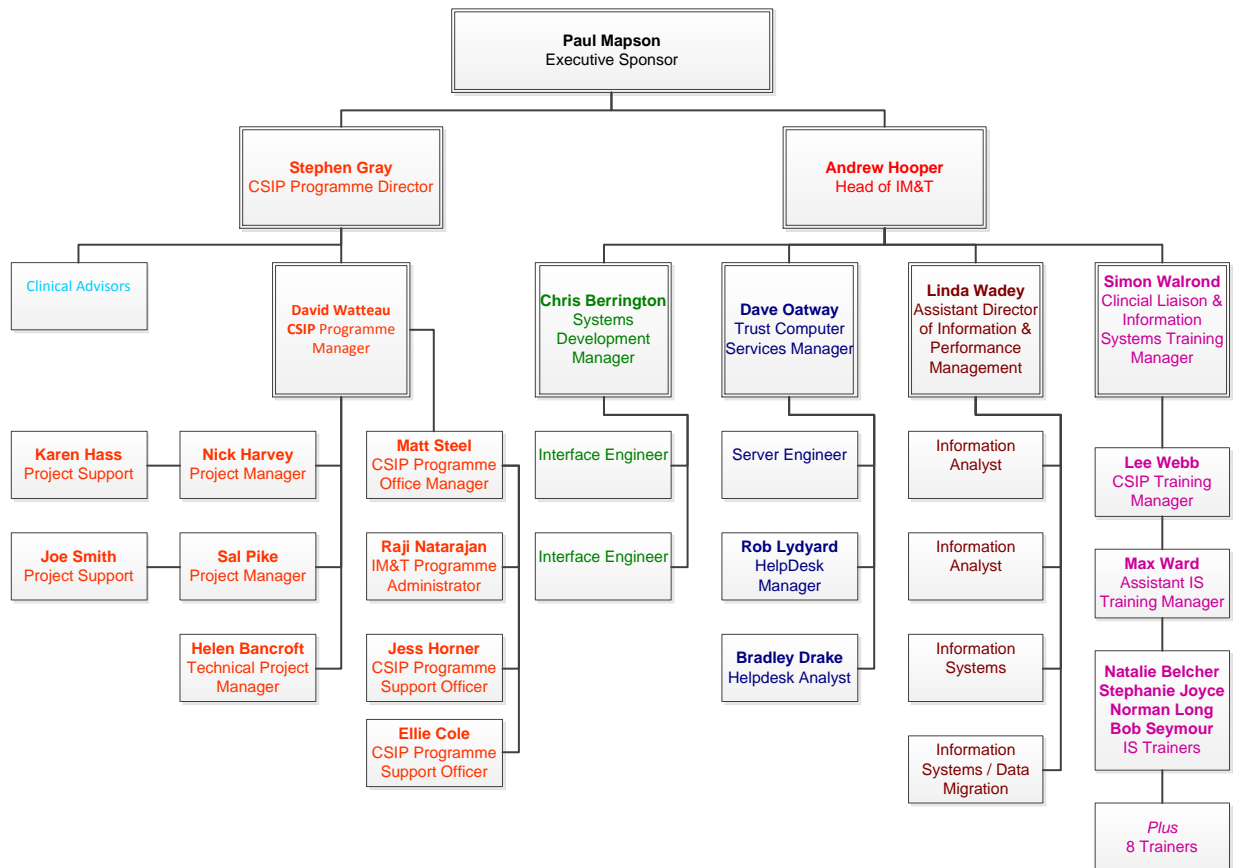 Paul Mapson
Executive Sponsor
Stephen Gray
CSIP Programme Director
Andrew Hooper
Head of IM&T
Clinical Advisors
David Watteau
CSIP Programme
Manager
Chris Berrington
Systems
Development
Manager
Dave Oatway
Trust Computer
Services Manager
Linda Wadey
Assistant Director
of Information &
Performance
Management
Simon Walrond
Clincial Liaison &
Information
Systems Training
Manager
Karen Hass
Project Support
Nick Harvey
Project Manager
Matt Steel
CSIP Programme
Office Manager
Interface Engineer
Server Engineer
Information
Analyst
Lee Webb
CSIP Training
Manager
Joe Smith
Project Support
Sal Pike
Project Manager
Raji Natarajan
IM&T Programme
Administrator
Interface Engineer
Rob Lydyard
HelpDesk
Manager
Information
Analyst
Max Ward
Assistant IS
Training Manager
Helen Bancroft
Technical Project
Manager
Jess Horner
CSIP Programme
Support Officer
Bradley Drake
Helpdesk Analyst
Information
Systems
Natalie Belcher
Stephanie Joyce
Norman Long
Bob Seymour
IS Trainers
Ellie Cole
CSIP Programme
Support Officer
Information
Systems / Data
Migration
Plus
8 Trainers